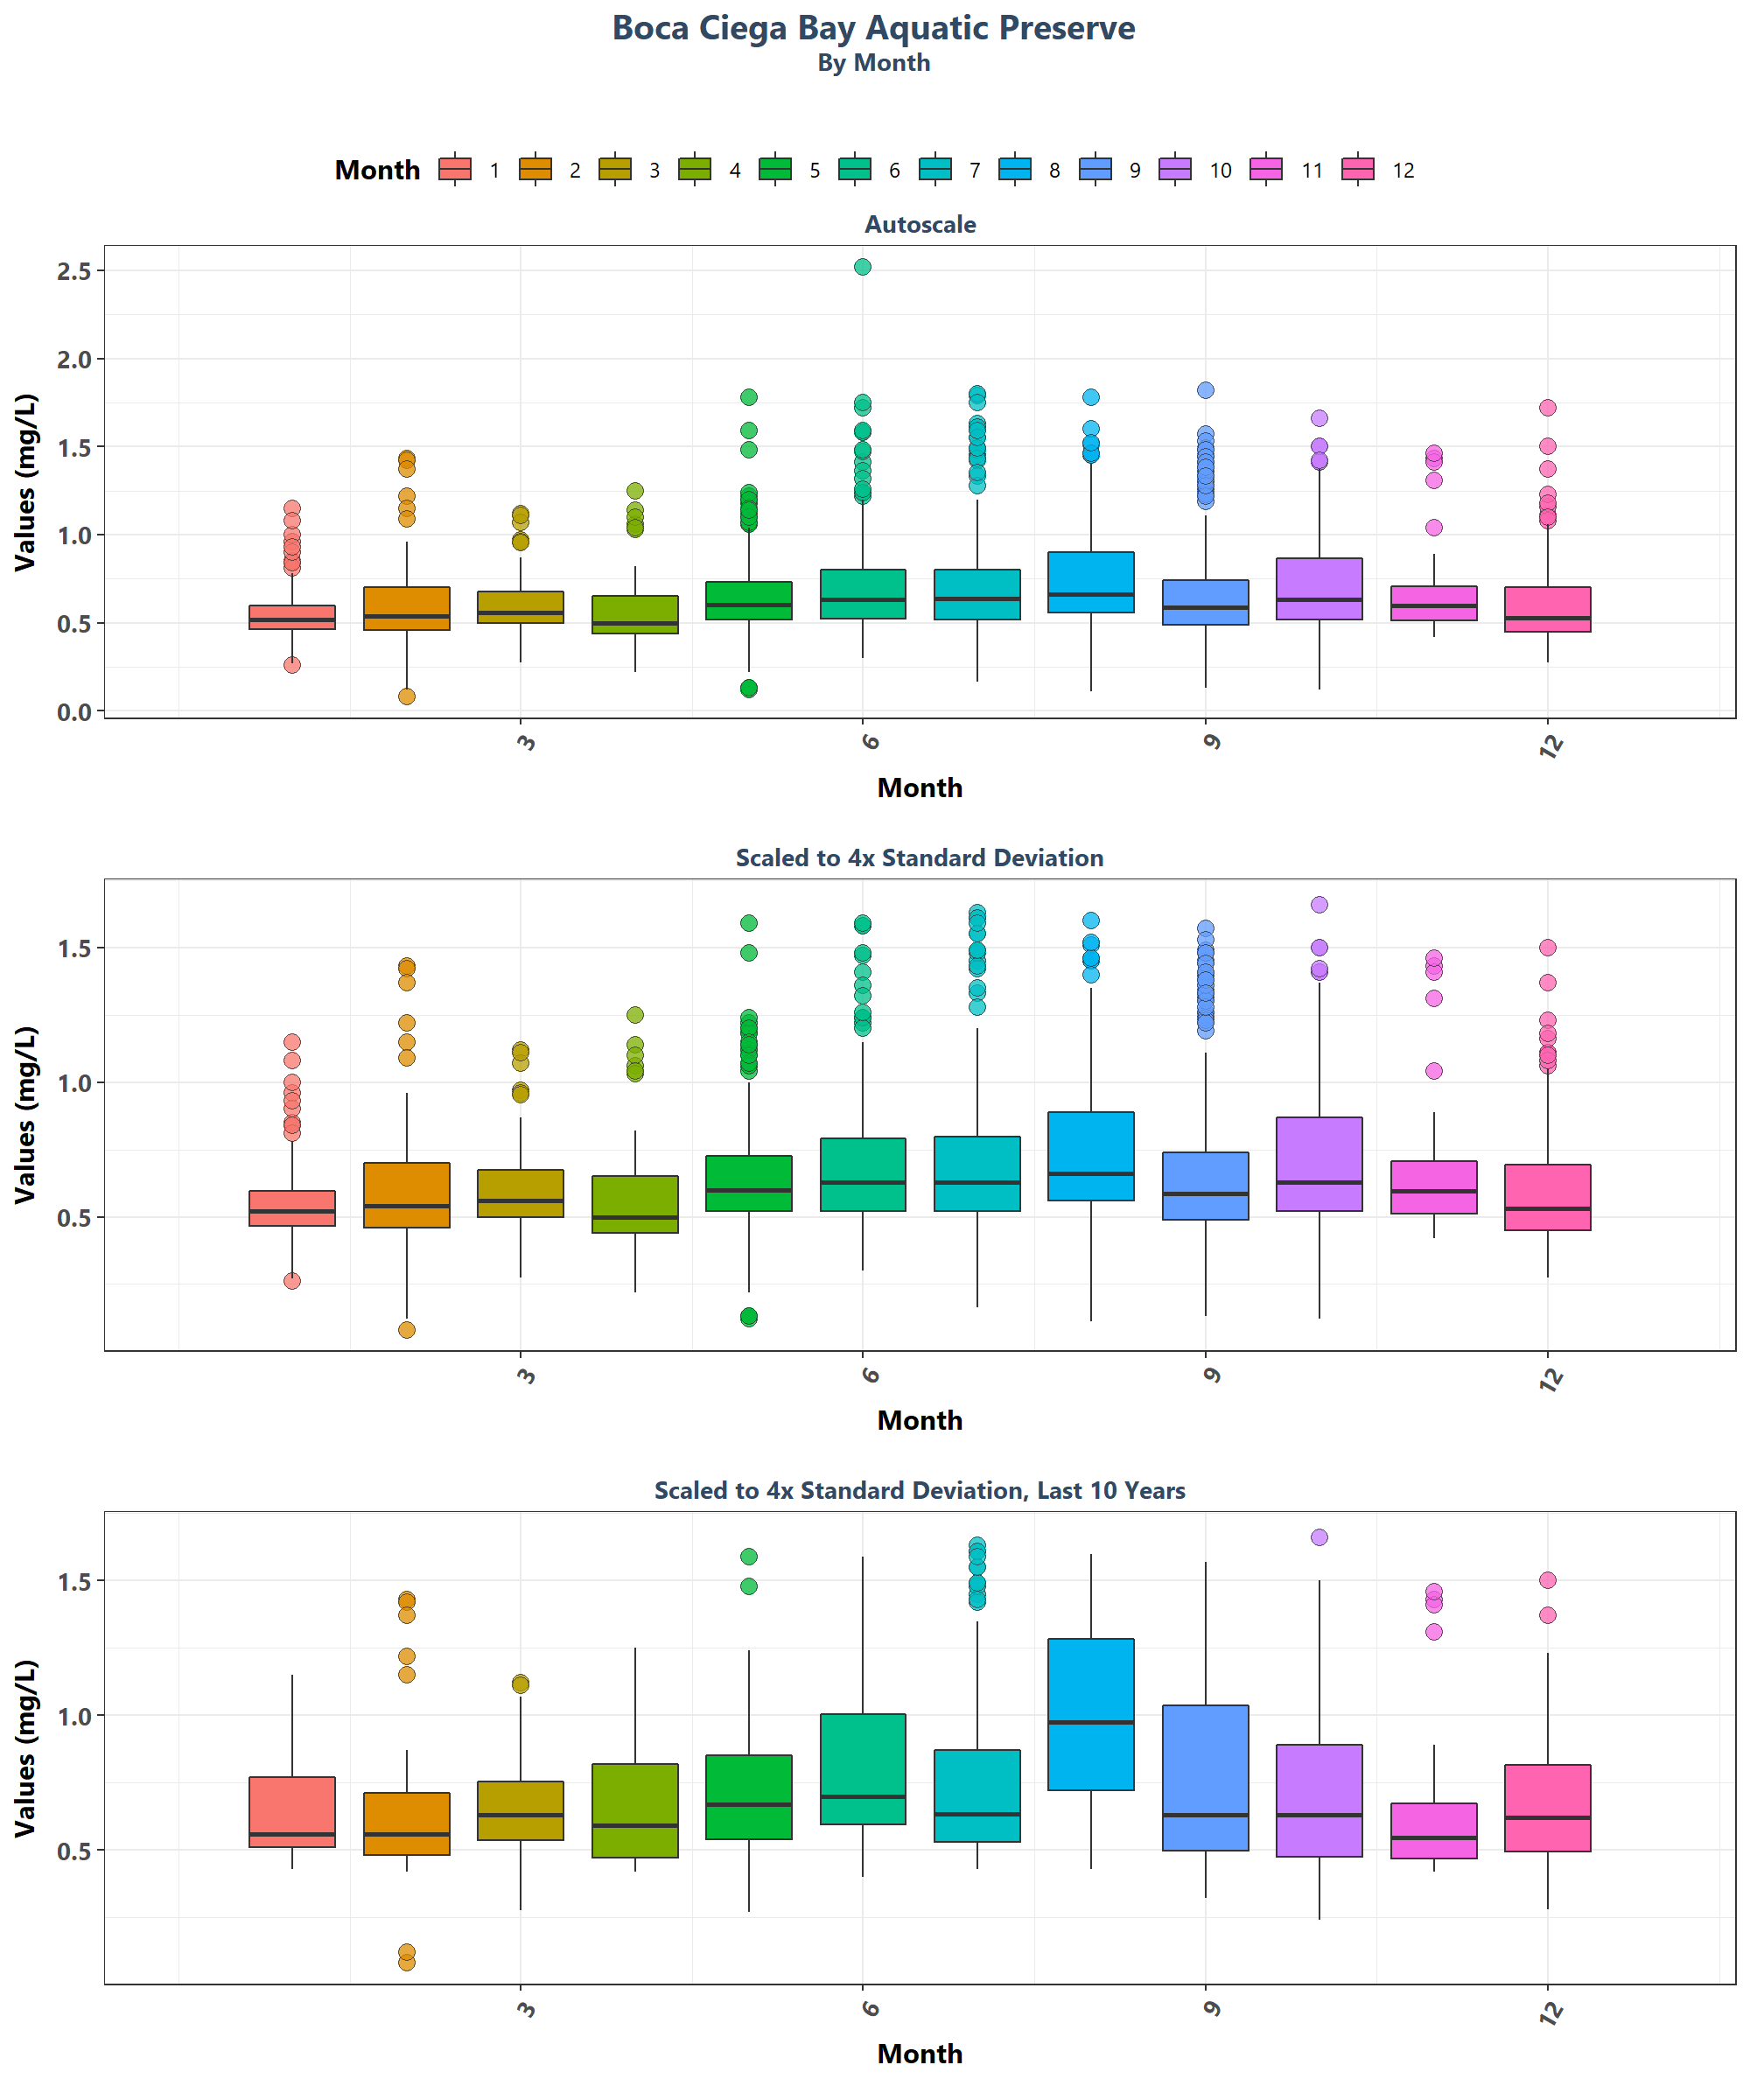 Boca Ciega Bay Aquatic Preserve
By Month
Month 1 2 3 4 5 6 7 8 9 10 11 12
Autoscale
Values (mg/L)
2.5
2.0
1.5
1.0
0.5
0.0
3 6 9 12
Month
Scaled to 4x Standard Deviation
Values (mg/L)
1.5
1.0
0.5
3 6 9 12
Month
Scaled to 4x Standard Deviation, Last 10 Years
Values (mg/L)
1.5
1.0
0.5
3 6 9 12
Month